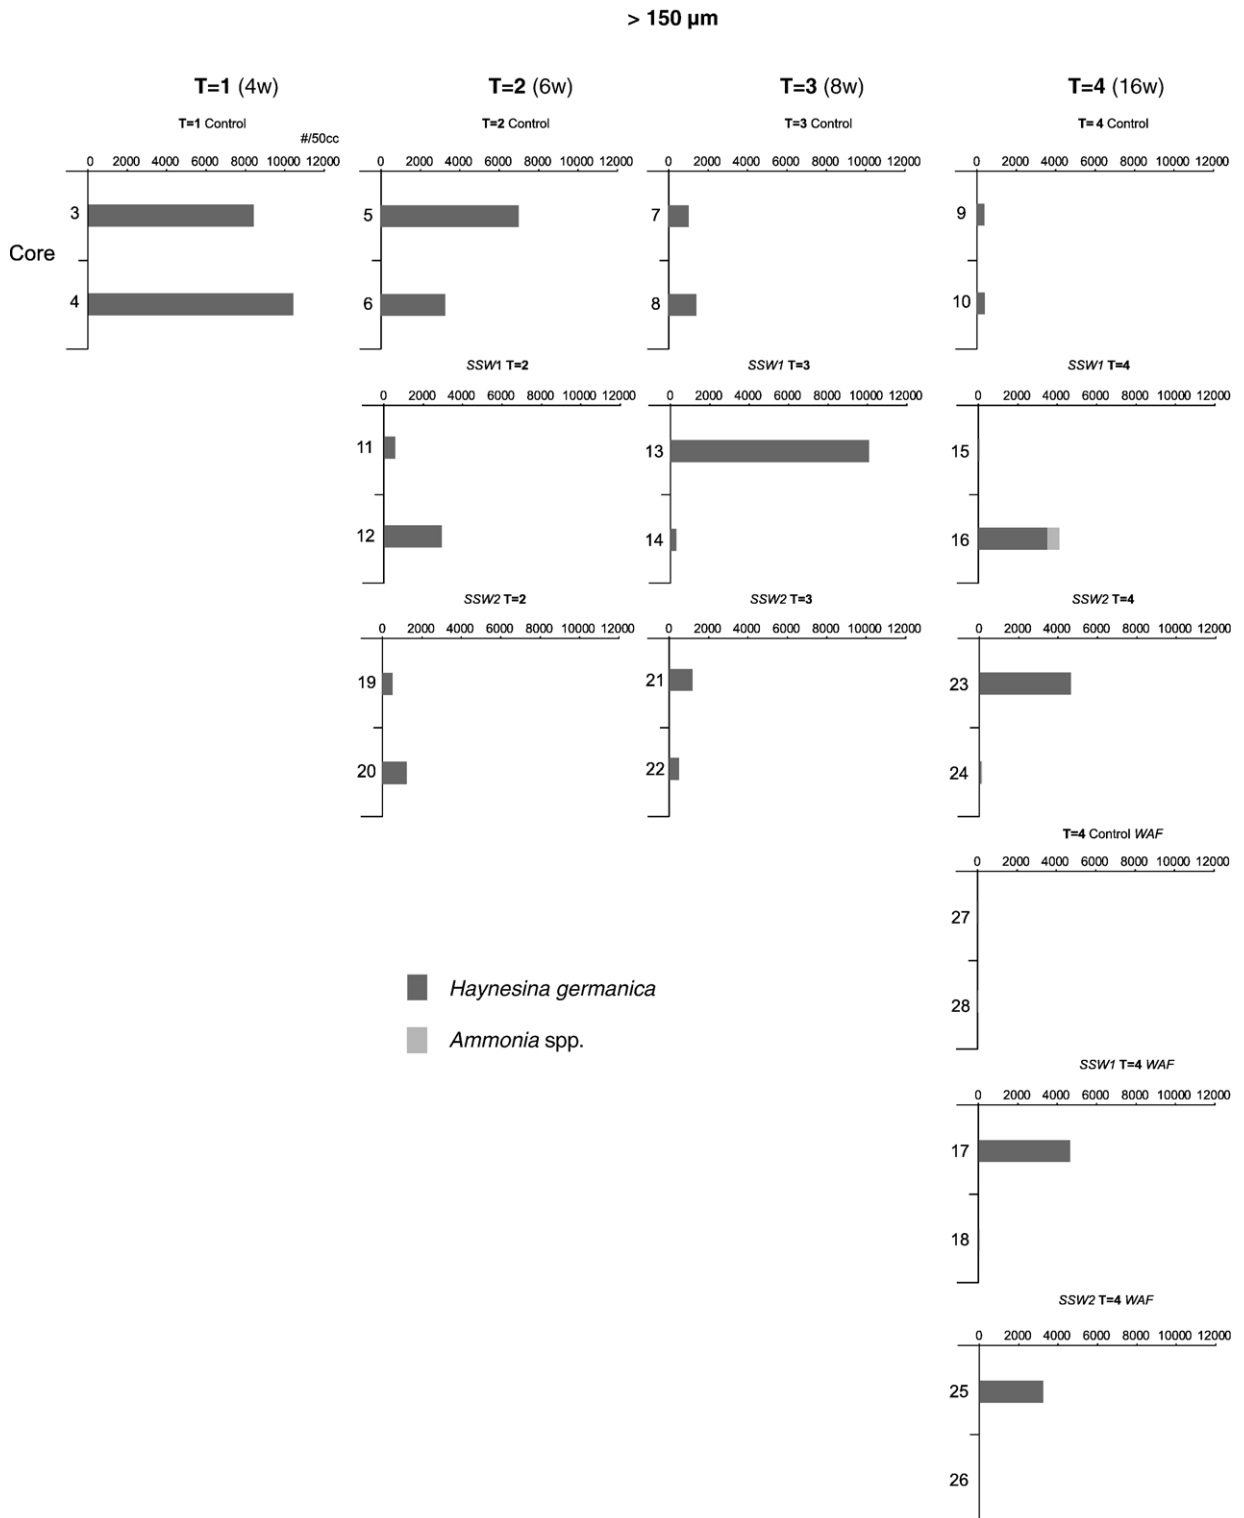 > 150 µm
T=1 (4w) T=2 (6w) T=3 (8w) T=4 (16w)
T=1 Control T=2 Control T=3 Control T= 4 Control
#/50cc
0 2000 4000 6000 8000 10000 12000 0 2000 4000 6000 8000 10000 12000 0 2000 4000 6000 8000 10000 12000 0 2000 4000 6000 8000 10000 12000
3 5 7 9
Core
4 6 8 10
SSW1 T=2 SSW1 T=3 SSW1 T=4
0 2000 4000 6000 8000 10000 12000 0 2000 4000 6000 8000 10000 12000 0 2000 4000 6000 8000 10000 12000
11 13 15
12 14 16
SSW2 T=2 SSW2 T=3 SSW2 T=4
0 2000 4000 6000 8000 10000 12000 0 2000 4000 6000 8000 10000 12000 0 2000 4000 6000 8000 10000 12000
19 21 23
20 22 24
T=4 Control WAF
0 2000 4000 6000 8000 10000 12000
27
28
Haynesina germanica
Ammonia spp.
SSW1 T=4 WAF
0 2000 4000 6000 8000 10000 12000
17
18
SSW2 T=4 WAF
0 2000 4000 6000 8000 10000 12000
25
26